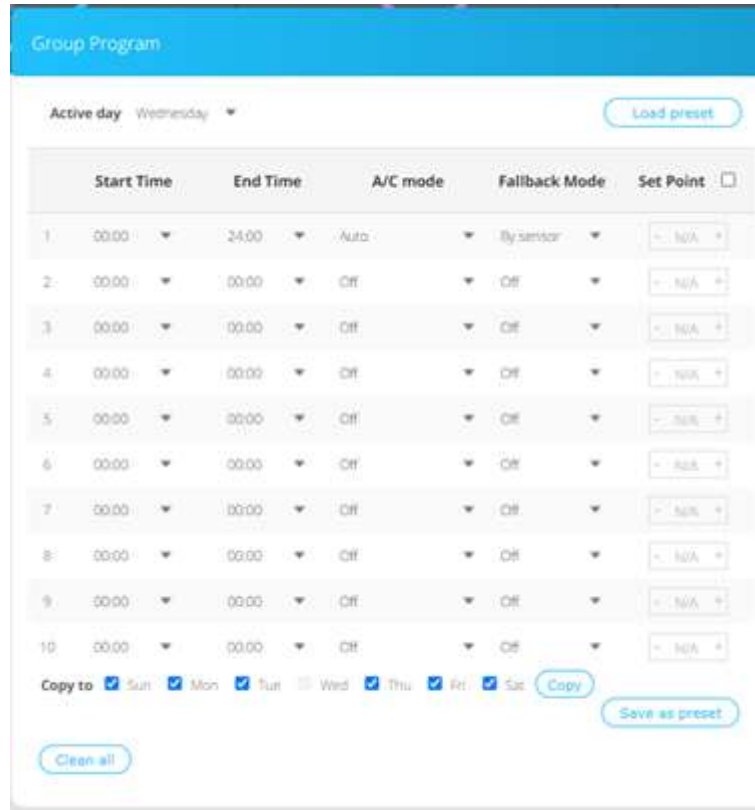 Group Program
Active day Wednesday Load preset
Start Time End Time A/C mode Fallback Mode Set Point
1 00:00 24:00 Auto By sensor - N/A +
2 00:00 00:00 Off Off - N/A +
3 00:00 00:00 Off Off - N/A +
4 00:00 00:00 Off Off - N/A +
5 00:00 00:00 Off Off - N/A +
6 00:00 00:00 Off Off - N/A +
7 00:00 00:00 Off Off - N/A +
8 00:00 00:00 Off Off - N/A +
9 00:00 00:00 Off Off - N/A +
10 00:00 00:00 Off Off - N/A +
Copy to Sun Mon Tue Wed Thu Fri Sat Copy
Save as preset
Clean all